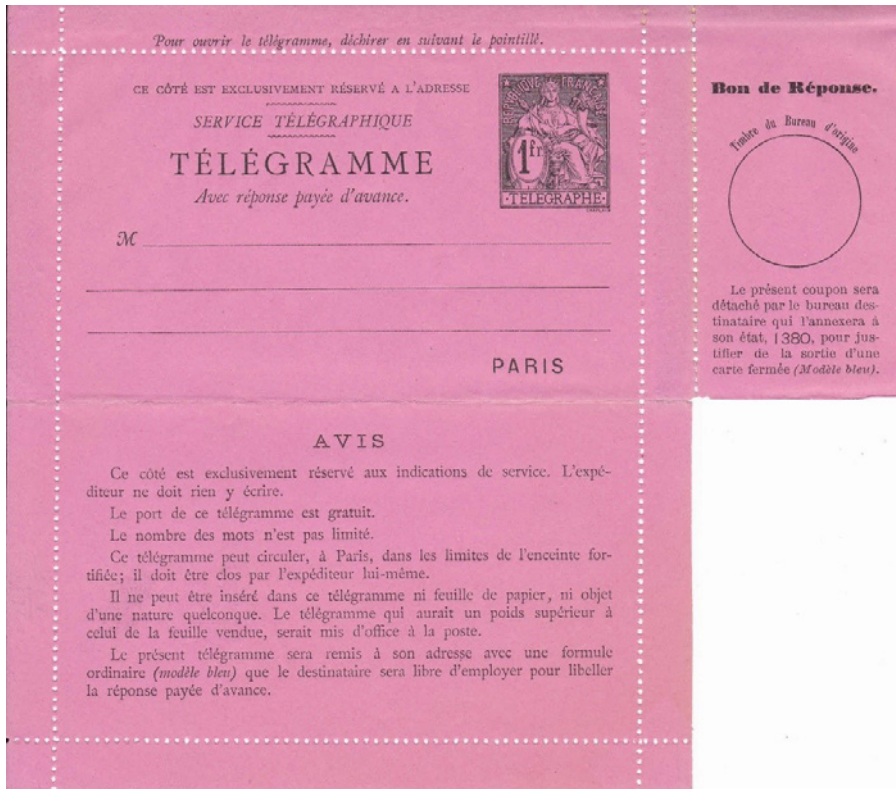 Pour ouvrir le télégramme, déchirer en suivant le pointillé.
CE CÔTÉ EST EXCLUSIVEMENT RÉSERVÉ A L'ADRESSE
SERVICE TÉLÉGRAPHIQUE
TÉLÉGRAMME
Avec réponse payée d'avance.
RÉPUBLIQUE FRANÇAISE
1 fr.
·TÉLÉGRAPHE·
M
PARIS
Bon de Réponse.
Timbre du Bureau d'origine
Le présent coupon sera
détaché par le bureau des-
tinataire qui l'annexera à
son état, 1380, pour jus-
tifier de la sortie d'une
carte fermée (Modèle bleu).
AVIS
Ce côté est exclusivement réservé aux indications de service. L'expé-
diteur ne doit rien y écrire.
Le port de ce télégramme est gratuit.
Le nombre des mots n'est pas limité.
Ce télégramme peut circuler, à Paris, dans les limites de l'enceinte for-
tifiée; il doit être clos par l'expéditeur lui-même.
Il ne peut être inséré dans ce télégramme ni feuille de papier, ni objet
d'une nature quelconque. Le télégramme qui aurait un poids supérieur à
celui de la feuille vendue, serait mis d'office à la poste.
Le présent télégramme sera remis à son adresse avec une formule
ordinaire (modèle bleu) que le destinataire sera libre d'employer pour libeller
la réponse payée d'avance.